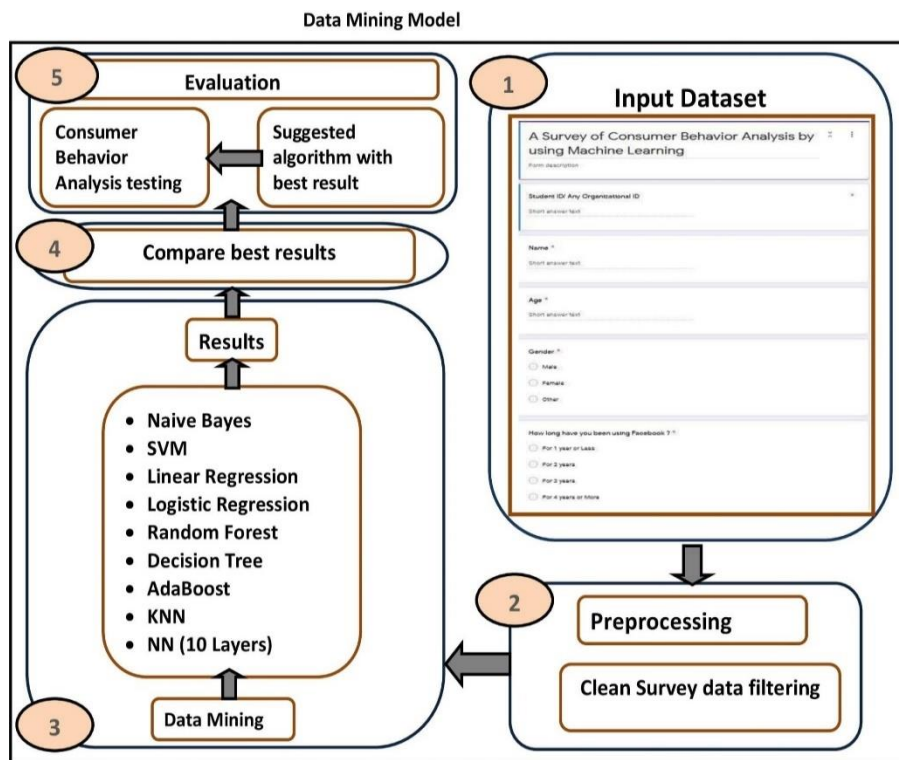 Data Mining Model
5
Evaluation
Consumer
Behavior
Analysis testing
Suggested
algorithm with
best result
4
Compare best results
Results
• Naive Bayes
• SVM
• Linear Regression
• Logistic Regression
• Random Forest
• Decision Tree
• AdaBoost
• KNN
• NN (10 Layers)
3
Data Mining
1
Input Dataset
A Survey of Consumer Behavior Analysis by
using Machine Learning
Form description
Student ID/ Any Organizational ID
Short answer text
Name *
Short answer text
Age *
Short answer text
Gender *
Male
Female
Other
How long have you been using Facebook ? *
For 1 year or Less
For 2 years
For 3 years
For 4 years or More
2
Preprocessing
Clean Survey data filtering